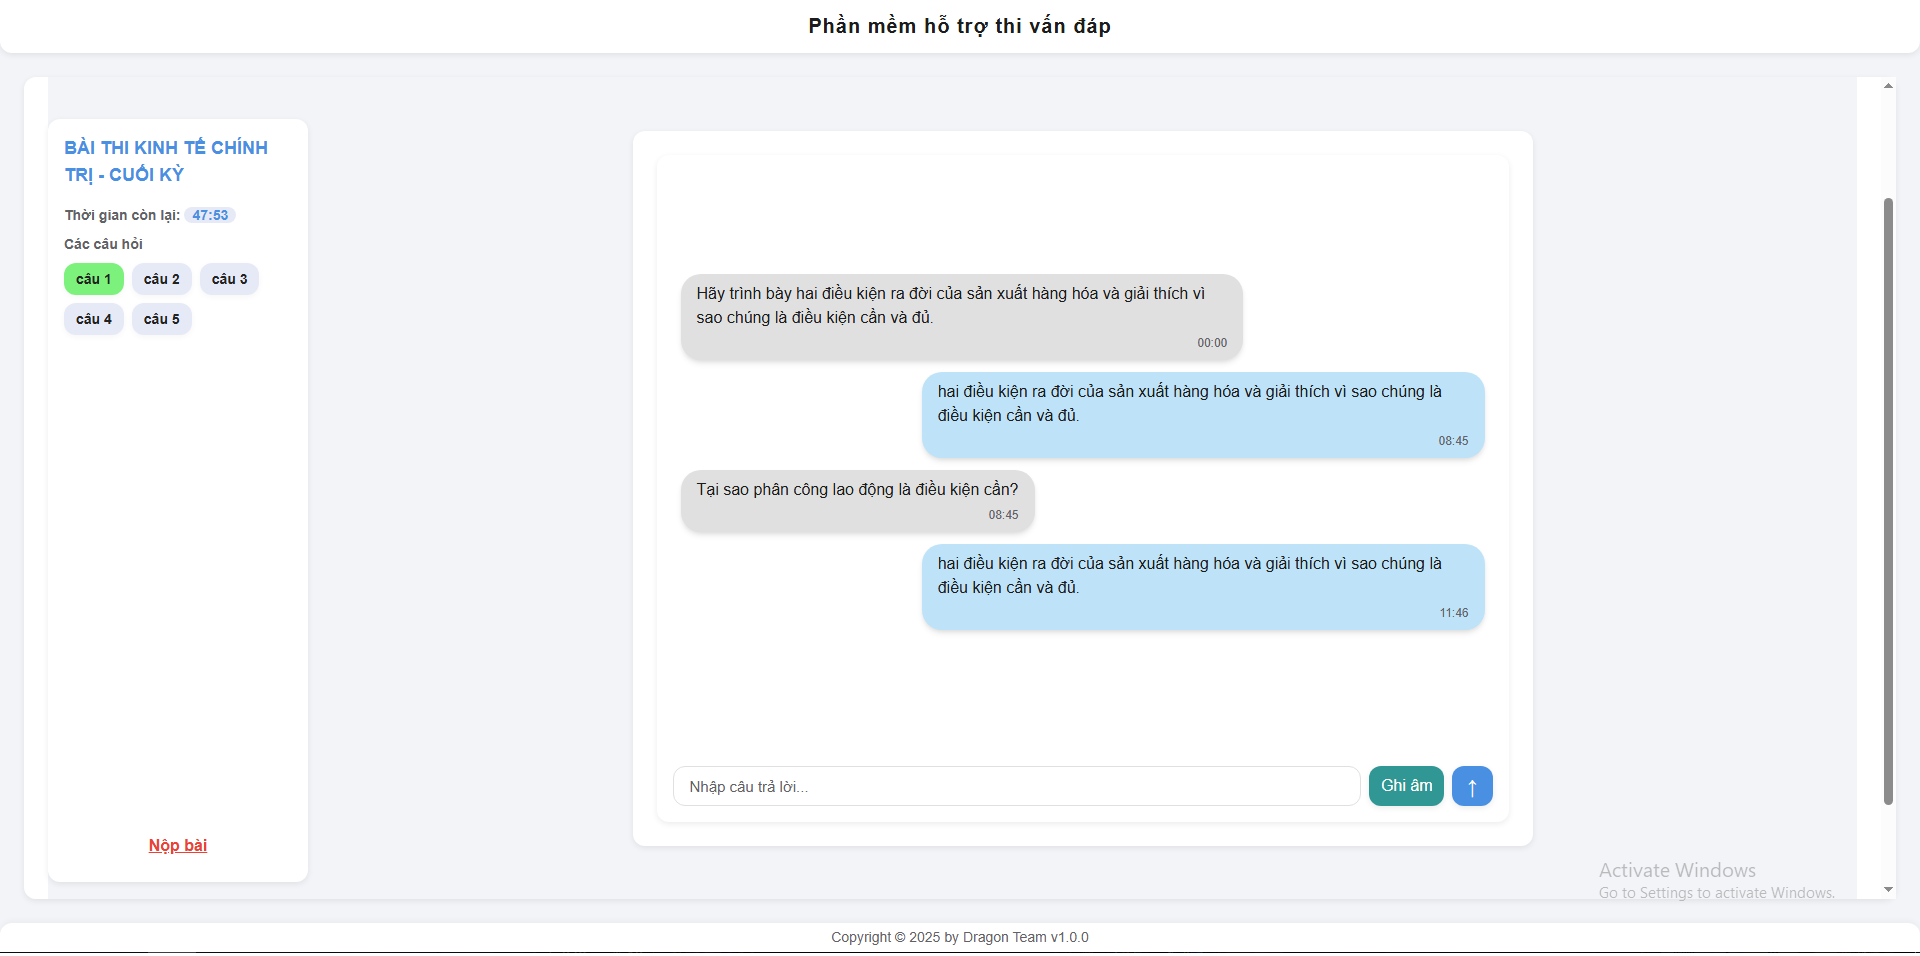 Phần mềm hỗ trợ thi vấn đáp
BÀI THI KINH TẾ CHÍNH
TRỊ - CUỐI KỲ
Thời gian còn lại: 47:53
Các câu hỏi
câu 1 câu 2 câu 3
câu 4 câu 5
Nộp bài
Hãy trình bày hai điều kiện ra đời của sản xuất hàng hóa và giải thích vì
sao chúng là điều kiện cần và đủ.
00:00
hai điều kiện ra đời của sản xuất hàng hóa và giải thích vì sao chúng là
điều kiện cần và đủ.
08:45
Tại sao phân công lao động là điều kiện cần?
08:45
hai điều kiện ra đời của sản xuất hàng hóa và giải thích vì sao chúng là
điều kiện cần và đủ.
11:46
Nhập câu trả lời... Ghi âm ↑
Activate Windows
Go to Settings to activate Windows.
Copyright © 2025 by Dragon Team v1.0.0